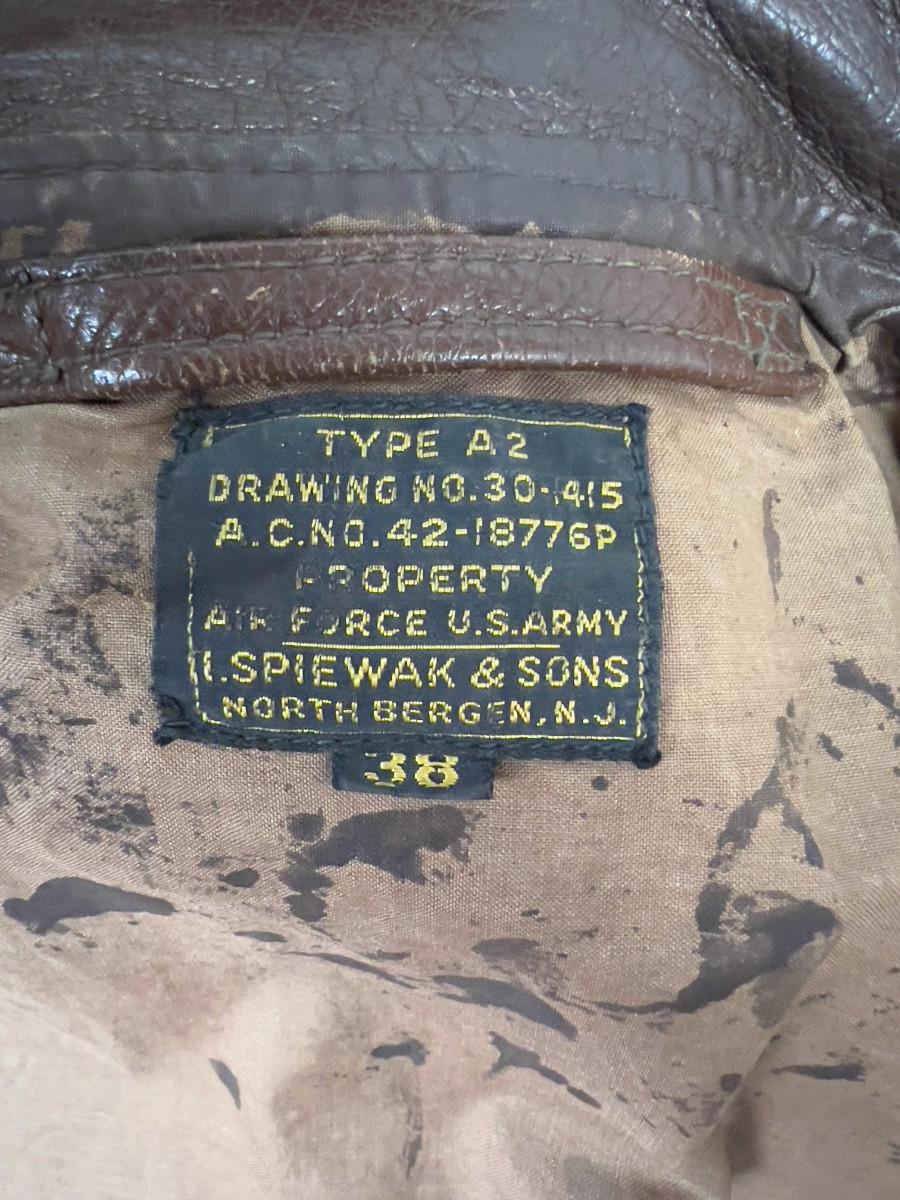 TYPE A2
DRAWING NO.30-1415
A.C.NO.42-18776P
PROPERTY
AIR FORCE U.S.ARMY
I.SPIEWAK & SONS
NORTH BERGEN, N.J.
38